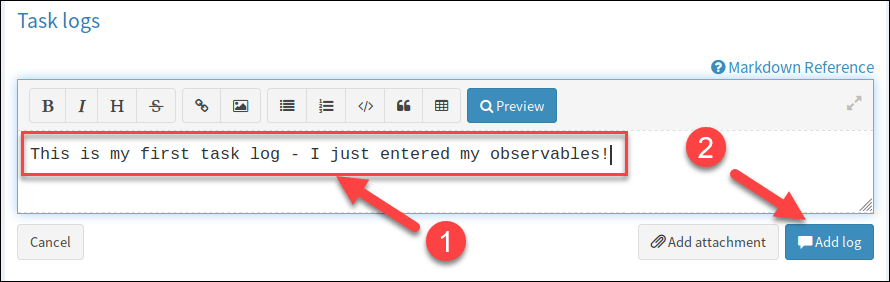 Task logs
Markdown Reference
B I H S Preview
This is my first task log - I just entered my observables!
1
2
Cancel
Add attachment
Add log